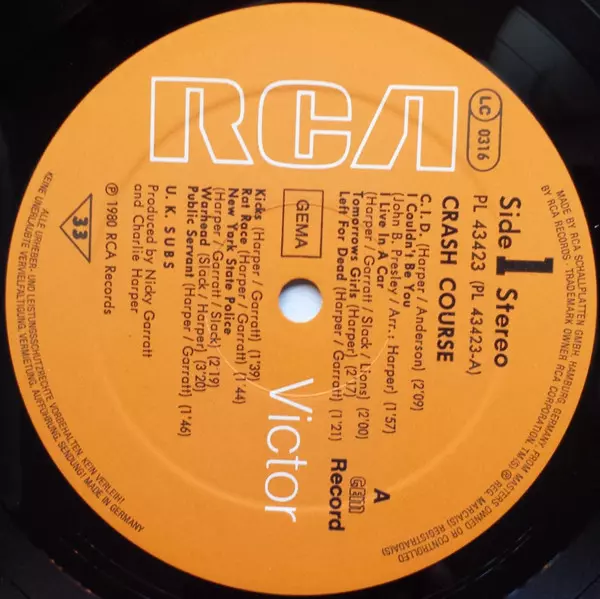 MADE BY RCA SCHALLPLATTEN GMBH, HAMBURG GERMANY, FROM MASTERS OWNED OR CONTROLLED
BY RCA RECORDS · TRADEMARK OWNER RCA CORPORATION. TM(S) ® REG. MARCA(S) REGISTRADA(S)
LC 0316
Side 1 Stereo
PL 43423 (PL 43423-A)
CRASH COURSE
A
GEM
Record
C. I. D. (Harper / Anderson) (2'09)
I Couldn't Be You
(John B. Presley / Arr.: Harper) (1'57)
I Live In A Car
(Harper / Garratt / Slack / Lions) (2'00)
Tomorrows Girls (Harper) (2'17)
Left For Dead (Harper / Garratt) (1'21)
RCA
GEMA
Victor
Kicks (Harper / Garratt) (1'39)
Rat Race (Harper / Garratt) (1'44)
New York State Police
(Harper / Garratt / Slack) (2'19)
Warhead (Slack / Harper) (3'20)
Public Servant (Harper / Garratt) (1'46)
U. K. SUBS
Produced by Nicky Garratt
and Charlie Harper
℗ 1980 RCA Records
33
ALLE URHEBER- UND LEISTUNGSSCHUTZRECHTE VORBEHALTEN. KEIN VERLEIH!
KEINE UNERLAUBTE VERVIELFÄLTIGUNG, VERMIETUNG, AUFFÜHRUNG, SENDUNG! MADE IN GERMANY